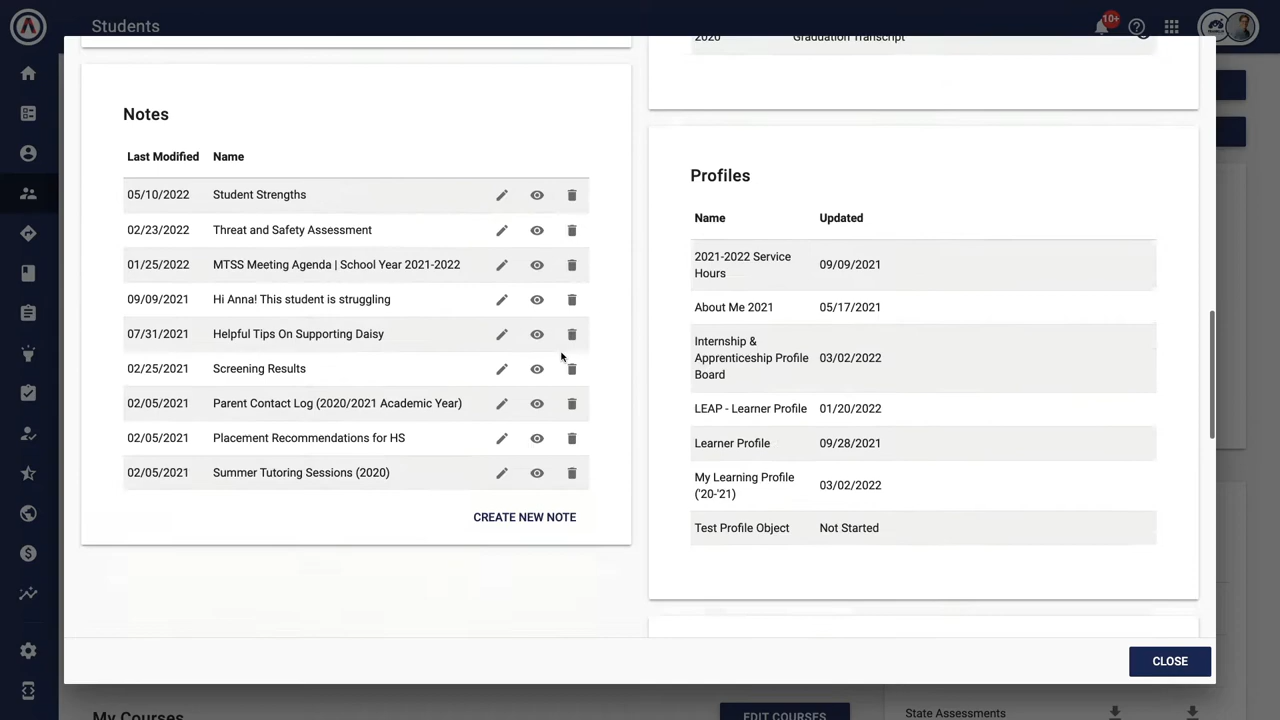 Students
10+
2020 Graduation Transcript
Notes
Last Modified Name
05/10/2022 Student Strengths
02/23/2022 Threat and Safety Assessment
01/25/2022 MTSS Meeting Agenda | School Year 2021-2022
09/09/2021 Hi Anna! This student is struggling
07/31/2021 Helpful Tips On Supporting Daisy
02/25/2021 Screening Results
02/05/2021 Parent Contact Log (2020/2021 Academic Year)
02/05/2021 Placement Recommendations for HS
02/05/2021 Summer Tutoring Sessions (2020)
CREATE NEW NOTE
Profiles
Name Updated
2021-2022 Service
Hours
09/09/2021
About Me 2021 05/17/2021
Internship &
Apprenticeship Profile
Board
03/02/2022
LEAP - Learner Profile 01/20/2022
Learner Profile 09/28/2021
My Learning Profile
('20-'21)
03/02/2022
Test Profile Object Not Started
CLOSE
My Courses
EDIT COURSES
State Assessments